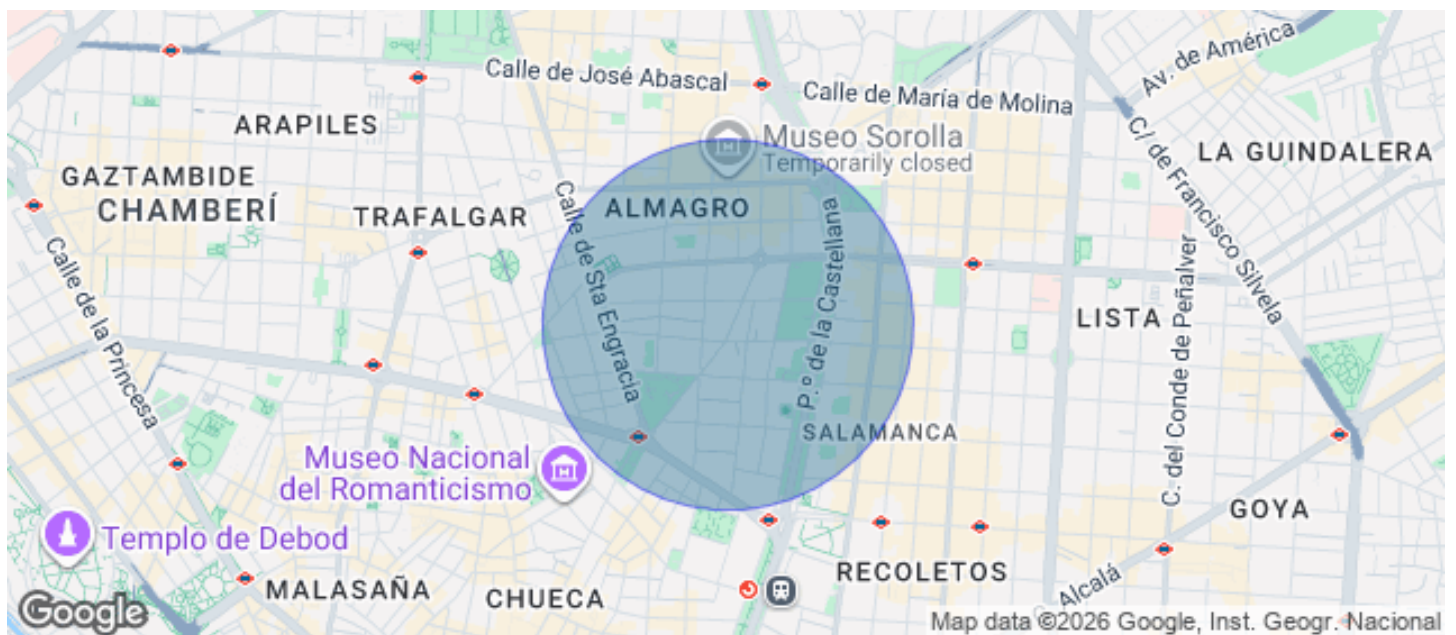 Av. de América
Calle de José Abascal
Calle de María de Molina
ARAPILES
Museo Sorolla
Temporarily closed
C/ de Francisco Silvela
LA GUINDALERA
GAZTAMBIDE
CHAMBERÍ
TRAFALGAR
ALMAGRO
Calle de Sta Engracia
P.º de la Castellana
Calle de la Princesa
LISTA
C. del Conde de Peñalver
SALAMANCA
Museo Nacional
del Romanticismo
GOYA
Templo de Debod
RECOLETOS
MALASAÑA
CHUECA
C. Alcalá
Google
Map data ©2026 Google, Inst. Geogr. Nacional